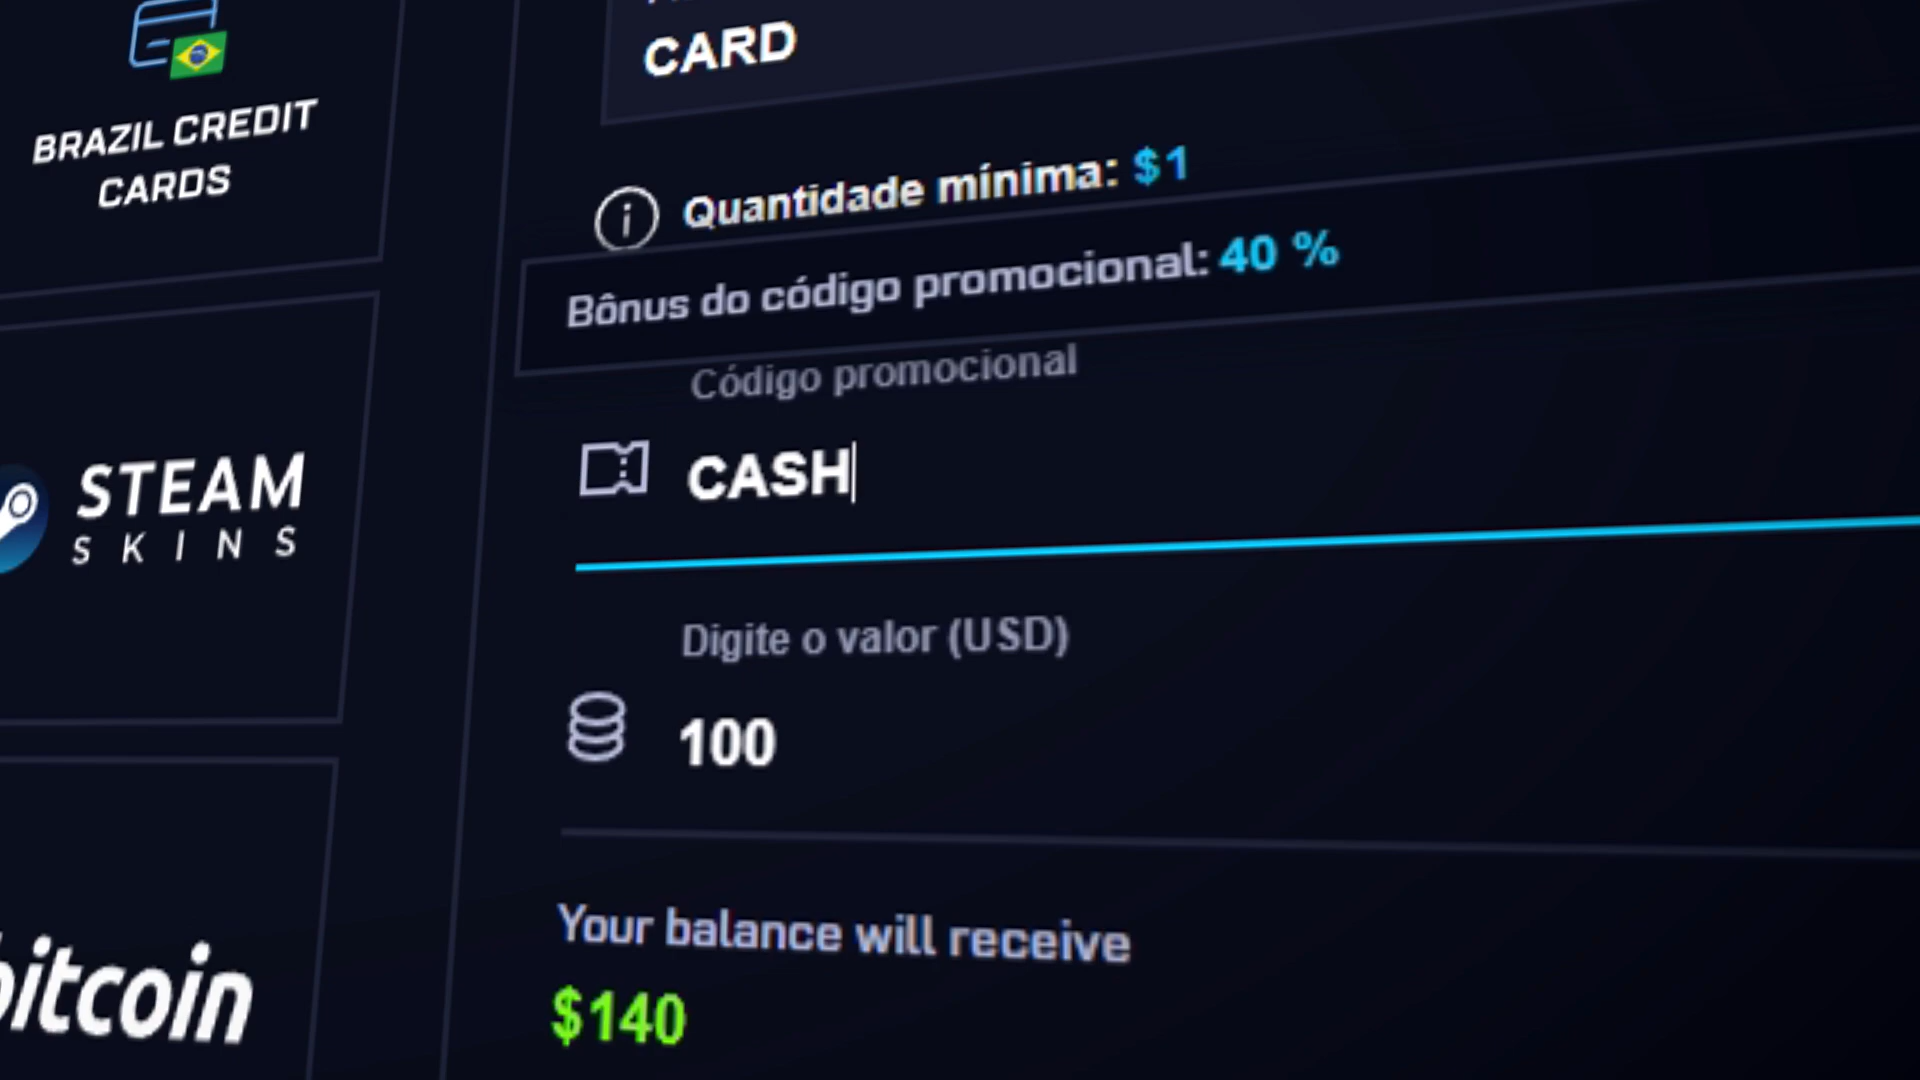 BRAZIL CREDIT
CARDS
STEAM
SKINS
bitcoin
CARD
Quantidade mínima: $1
Bônus do código promocional: 40 %
Código promocional
CASH
Digite o valor (USD)
100
Your balance will receive
$140